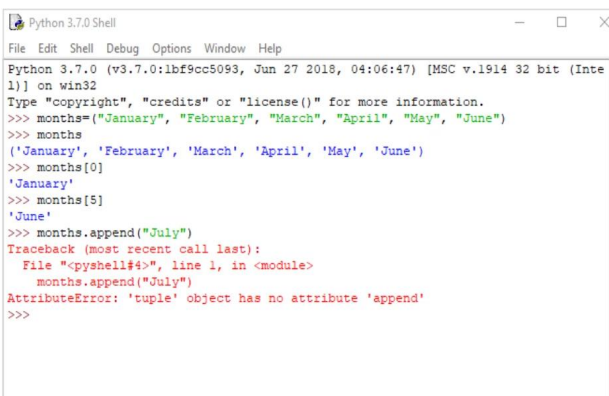 Python 3.7.0 Shell
File Edit Shell Debug Options Window Help
Python 3.7.0 (v3.7.0:1bf9cc5093, Jun 27 2018, 04:06:47) [MSC v.1914 32 bit (Inte
l)] on win32
Type "copyright", "credits" or "license()" for more information.
>>> months=("January", "February", "March", "April", "May", "June")
>>> months
('January', 'February', 'March', 'April', 'May', 'June')
>>> months[0]
'January'
>>> months[5]
'June'
>>> months.append("July")
Traceback (most recent call last):
  File "<pyshell#4>", line 1, in <module>
    months.append("July")
AttributeError: 'tuple' object has no attribute 'append'
>>>